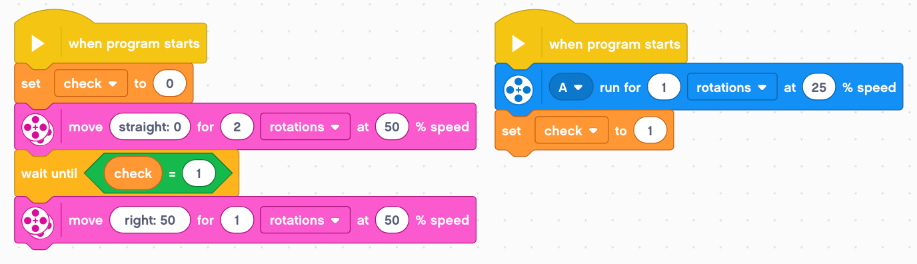 when program starts
set check to 0
move straight: 0 for 2 rotations at 50 % speed
wait until check = 1
move right: 50 for 1 rotations at 50 % speed
when program starts
A run for 1 rotations at 25 % speed
set check to 1